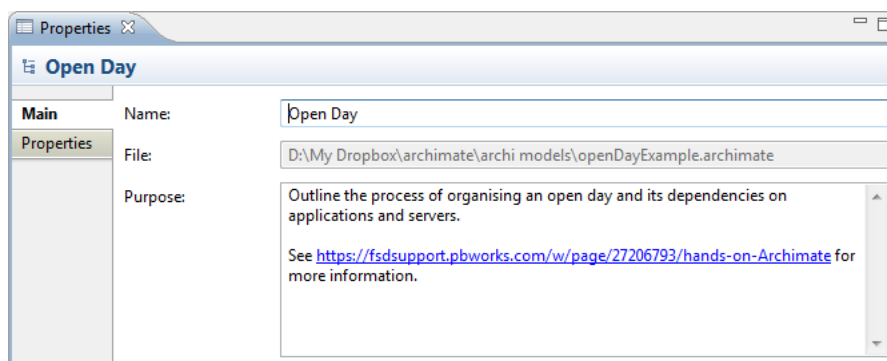 Properties
Open Day
Main
Name:
Open Day
Properties
File:
D:\My Dropbox\archimate\archi models\openDayExample.archimate
Purpose:
Outline the process of organising an open day and its dependencies on
applications and servers.
See https://fsdsupport.pbworks.com/w/page/27206793/hands-on-Archimate for
more information.